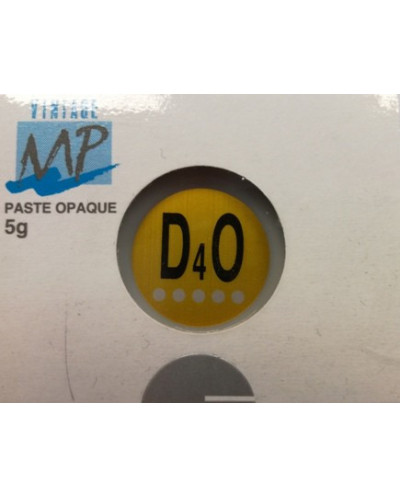 VINTAGE
MP
PASTE OPAQUE
5g
D4O